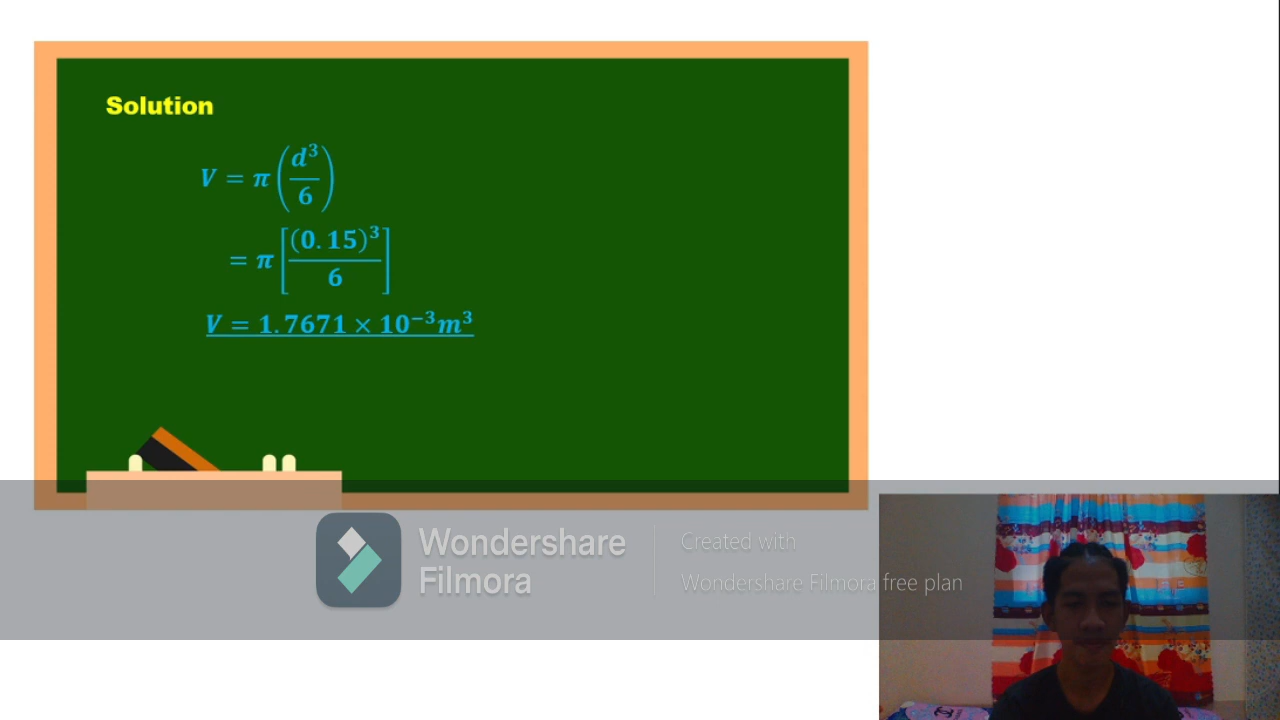 Solution
V = π(d³/6)
= π[(0.15)³/6]
V = 1.7671 × 10⁻³m³
Wondershare
Filmora
Created with
Wondershare Filmora free plan